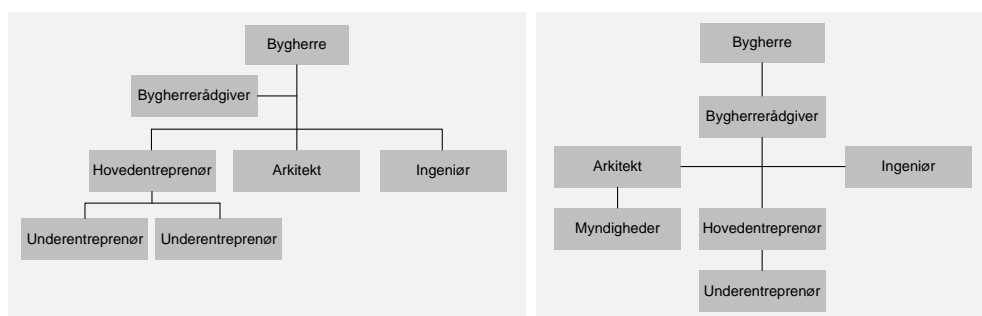 Bygherre
Bygherrerådgiver
Hovedentreprenør
Arkitekt
Ingeniør
Underentreprenør
Underentreprenør
Bygherre
Bygherrerådgiver
Arkitekt
Ingeniør
Myndigheder
Hovedentreprenør
Underentreprenør